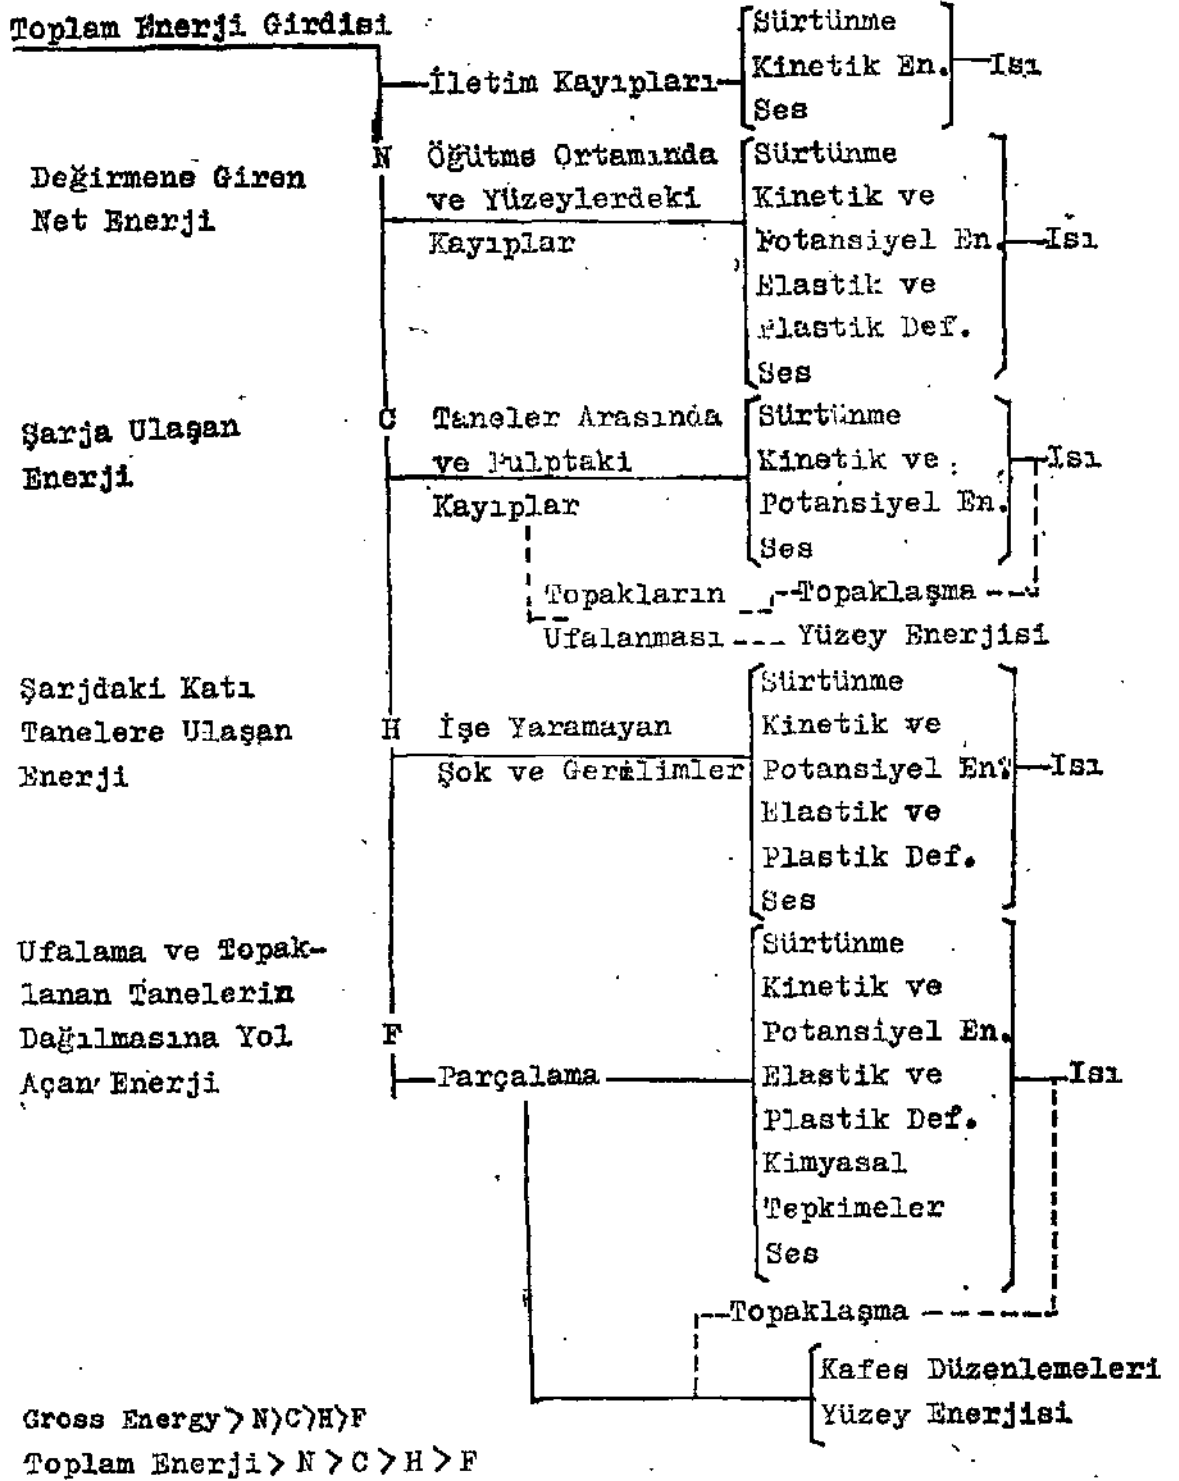 Toplam Enerji Girdisi
İletim Kayıpları
Sürtünme
Kinetik En.
Ses
Isı
Değirmene Giren
Net Enerji
N
Öğütme Ortamında
ve Yüzeylerdeki
Kayıplar
Sürtünme
Kinetik ve
Potansiyel En.
Elastik ve
Plastik Def.
Ses
Isı
Şarja Ulaşan
Enerji
C
Taneler Arasında
ve Pulptaki
Kayıplar
Sürtünme
Kinetik ve
Potansiyel En.
Ses
Isı
Topakların
Ufalanması
Topaklaşma
Yüzey Enerjisi
Şarjdaki Katı
Tanelere Ulaşan
Enerji
H
İşe Yaramayan
Şok ve Gerilimler
Sürtünme
Kinetik ve
Potansiyel En.
Elastik ve
Plastik Def.
Ses
Isı
Ufalama ve Topak-
lanan Tanelerin
Dağılmasına Yol
Açan Enerji
F
Parçalama
Sürtünme
Kinetik ve
Potansiyel En.
Elastik ve
Plastik Def.
Kimyasal
Tepkimeler
Ses
Isı
Topaklaşma
Kafes Düzenlemeleri
Yüzey Enerjisi
Gross Energy>N>C>H>F
Toplam Enerji> N > C > H > F